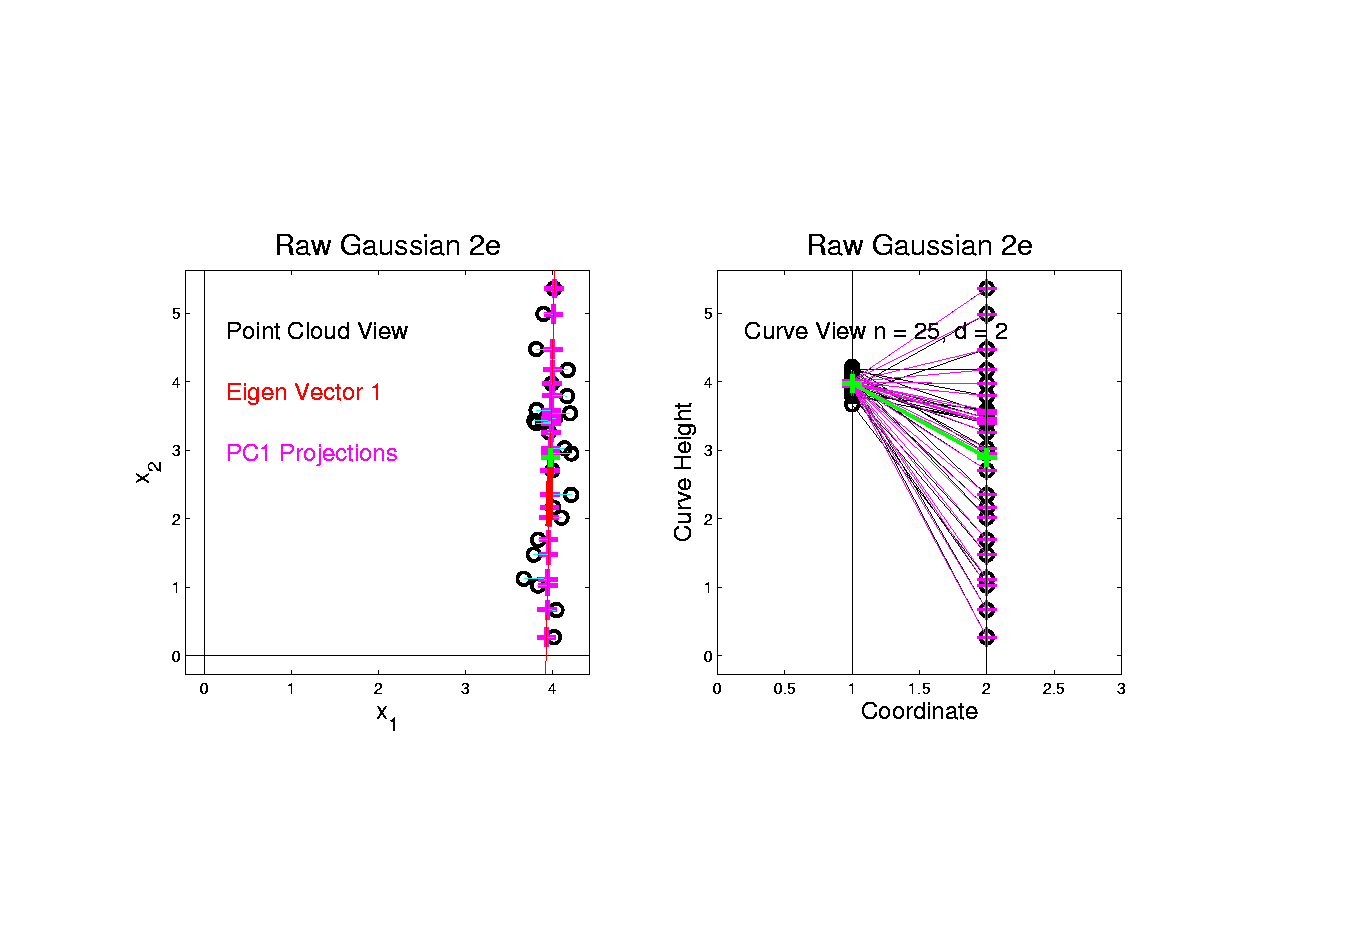 Raw Gaussian 2e
Point Cloud View
Eigen Vector 1
PC1 Projections
x2
5
4
3
2
1
0
0 1 2 3 4
x1
Raw Gaussian 2e
Curve View n = 25, d = 2
Curve Height
5
4
3
2
1
0
0 0.5 1 1.5 2 2.5 3
Coordinate